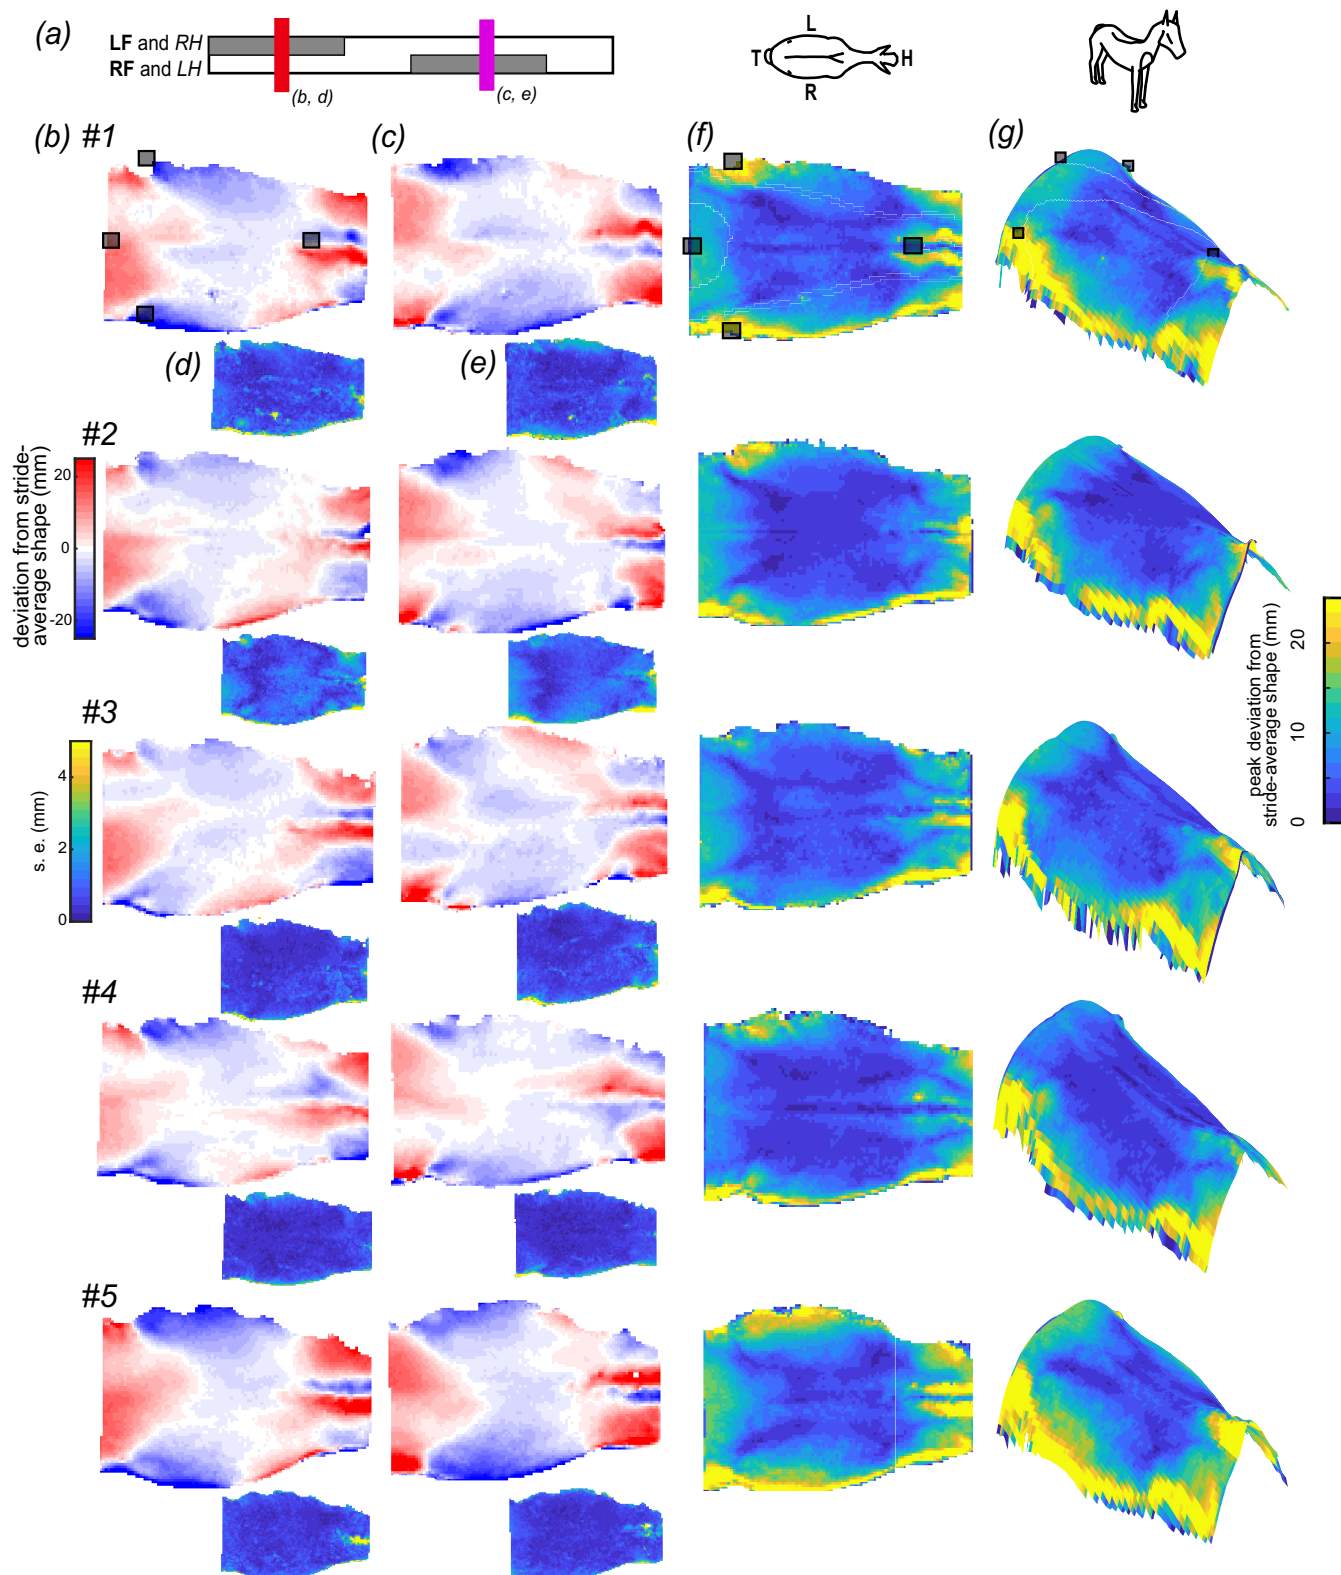 (a)
LF and RH
RF and LH
(b, d)
(c, e)
L
T
H
R
(b) #1
(c)
(f)
(g)
(d)
(e)
#2
deviation from stride-
average shape (mm)
20
0
-20
#3
s. e. (mm)
4
2
0
peak deviation from
stride-average shape (mm)
20
10
0
#4
#5